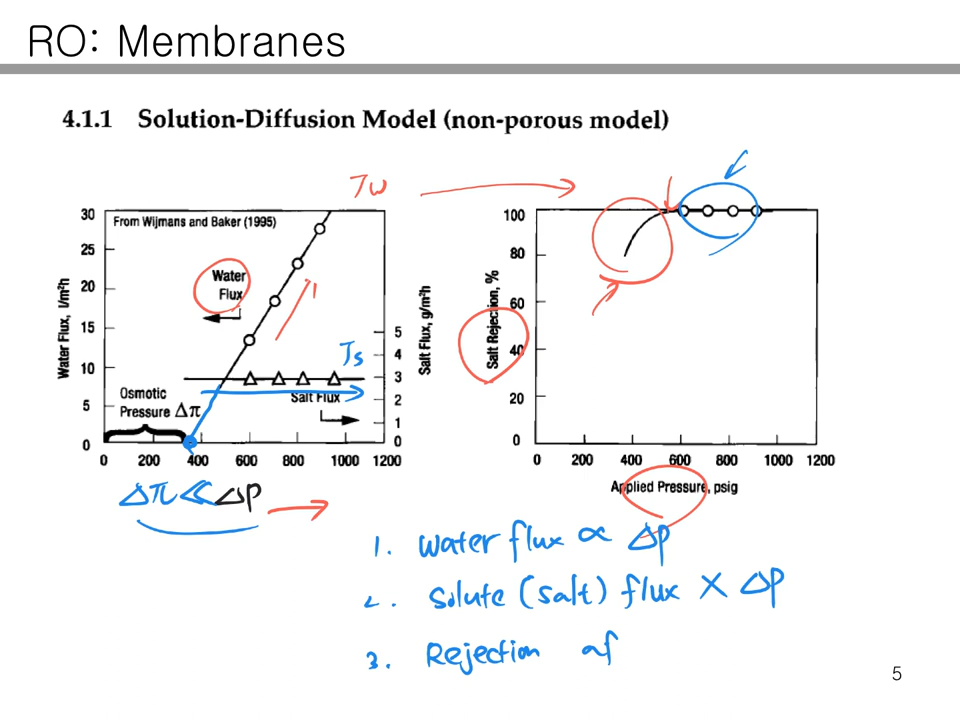 RO: Membranes
4.1.1 Solution-Diffusion Model (non-porous model)
Jw
From Wijmans and Baker (1995)
Water Flux, l/m²h
30
25
20
15
10
5
0
Water
Flux
Js
Salt Flux
Osmotic
Pressure Δπ
Salt Flux, g/m²h
5
4
3
2
1
0
0 200 400 600 800 1000 1200
Δπ ≪ Δp
Salt Rejection, %
100
80
60
40
20
0
0 200 400 600 800 1000 1200
Applied Pressure, psig
1. Water flux ∝ Δp
2. Solute (salt) flux X Δp
3. Rejection of
5